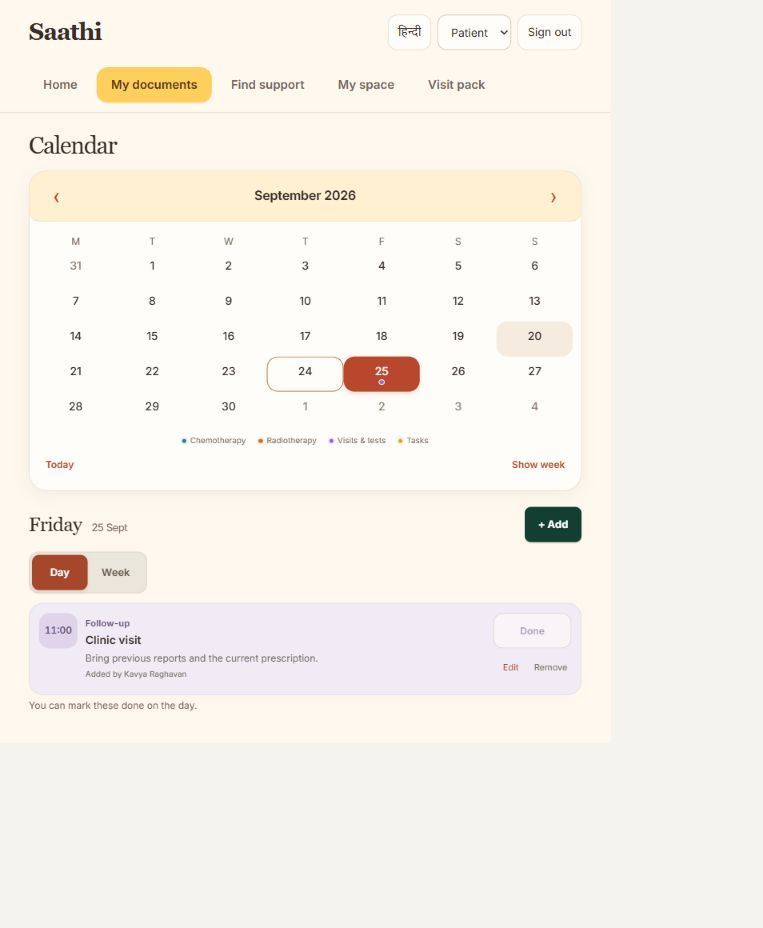 Saathi
हिन्दी Patient Sign out
Home My documents Find support My space Visit pack
Calendar
‹ September 2026 ›
M T W T F S S
31 1 2 3 4 5 6
7 8 9 10 11 12 13
14 15 16 17 18 19 20
21 22 23 24 25 26 27
28 29 30 1 2 3 4
Chemotherapy Radiotherapy Visits & tests Tasks
Today Show week
Friday 25 Sept + Add
Day Week
11:00 Follow-up Done
Clinic visit
Bring previous reports and the current prescription. Edit Remove
Added by Kavya Raghavan
You can mark these done on the day.